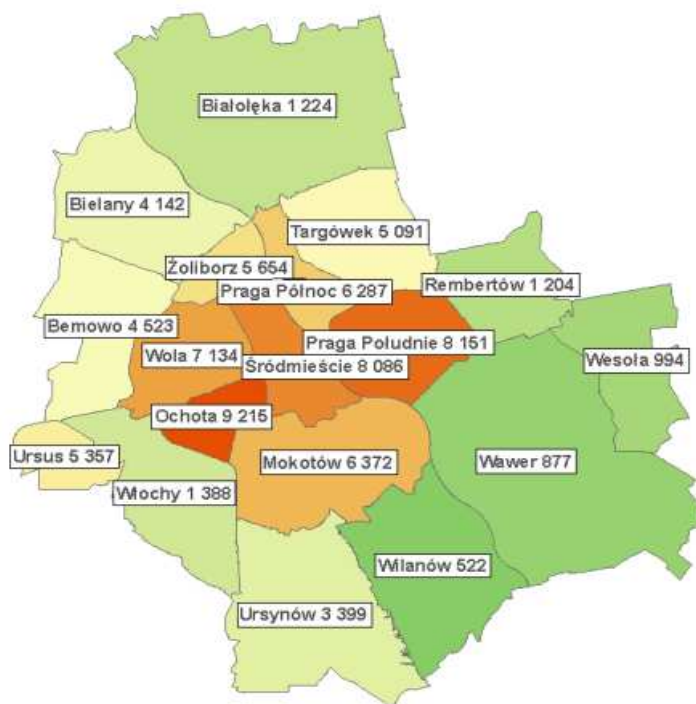 Białołęka 1 224
Bielany 4 142
Targówek 5 091
Żoliborz 5 654
Rembertów 1 204
Praga Północ 6 287
Bemowo 4 523
Praga Południe 8 151
Wola 7 134
Wesoła 994
Śródmieście 8 086
Ochota 9 215
Ursus 5 357
Mokotów 6 372
Wawer 877
Włochy 1 388
Wilanów 522
Ursynów 3 399